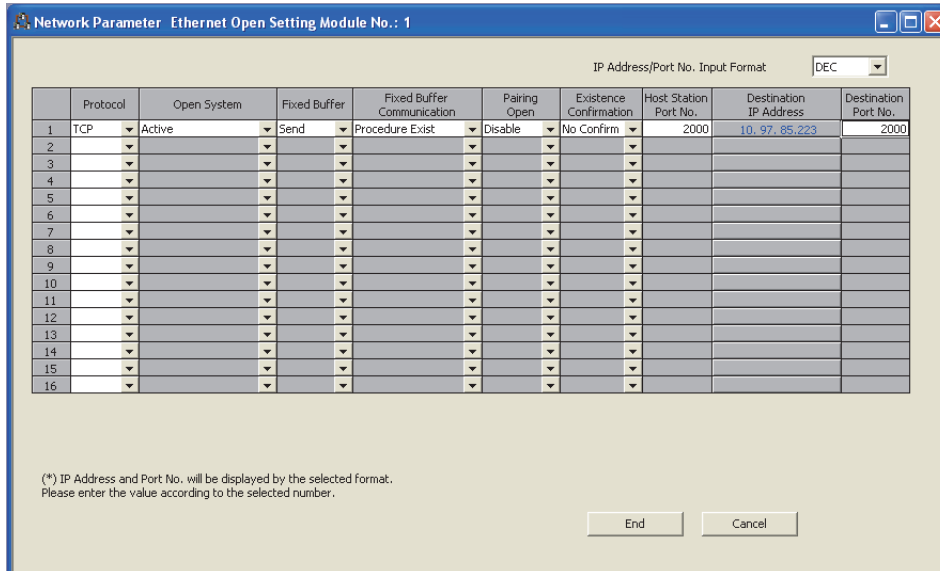 Network Parameter Ethernet Open Setting Module No.: 1
IP Address/Port No. Input Format DEC
Protocol Open System Fixed Buffer Fixed Buffer Communication Pairing Open Existence Confirmation Host Station Port No. Destination IP Address Destination Port No.
1 TCP Active Send Procedure Exist Disable No Confirm 2000 10. 97. 85.223 2000
2
3
4
5
6
7
8
9
10
11
12
13
14
15
16
(*) IP Address and Port No. will be displayed by the selected format.
Please enter the value according to the selected number.
End Cancel